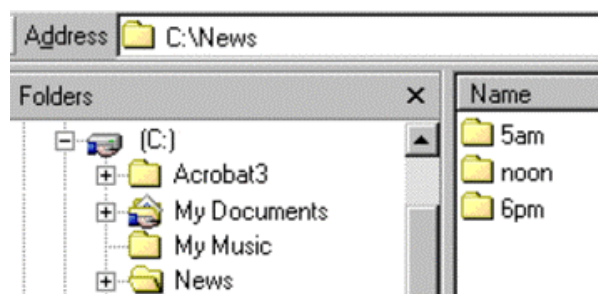 Address C:\News
Folders
(C:)
Acrobat3
My Documents
My Music
News
Name
5am
noon
6pm